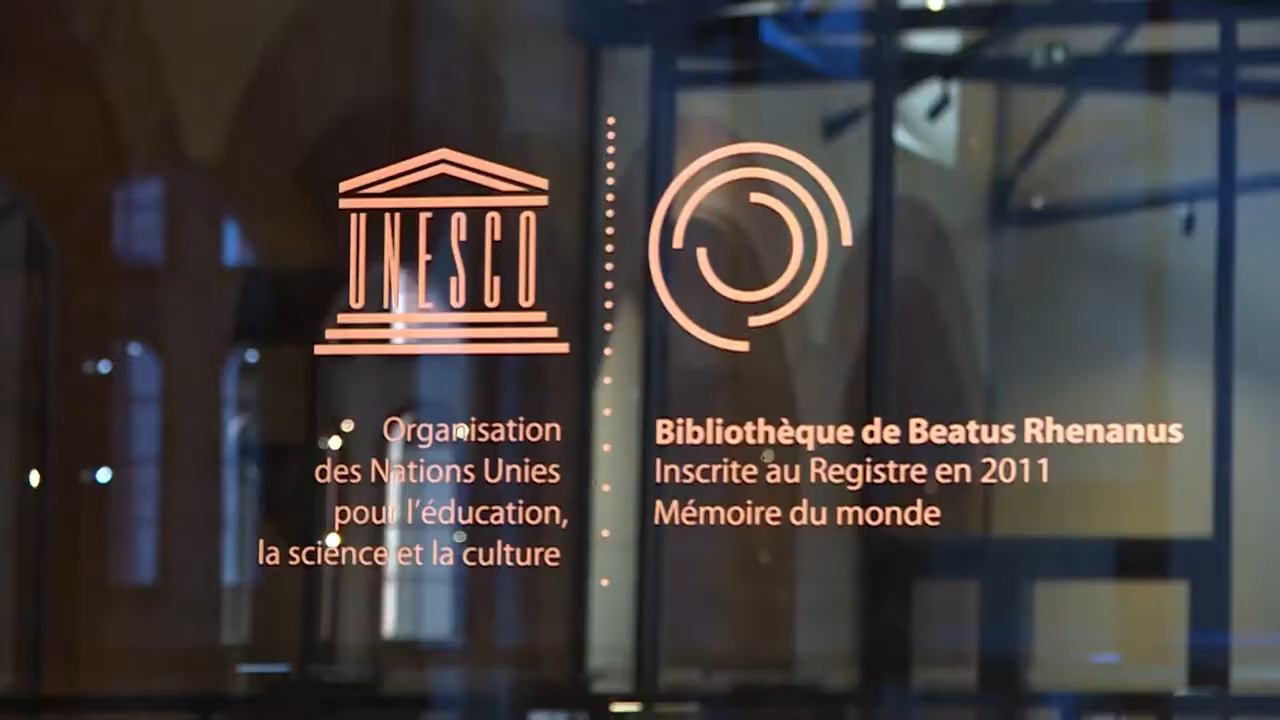 UNESCO
Organisation
des Nations Unies
pour l'éducation,
la science et la culture
Bibliothèque de Beatus Rhenanus
Inscrite au Registre en 2011
Mémoire du monde